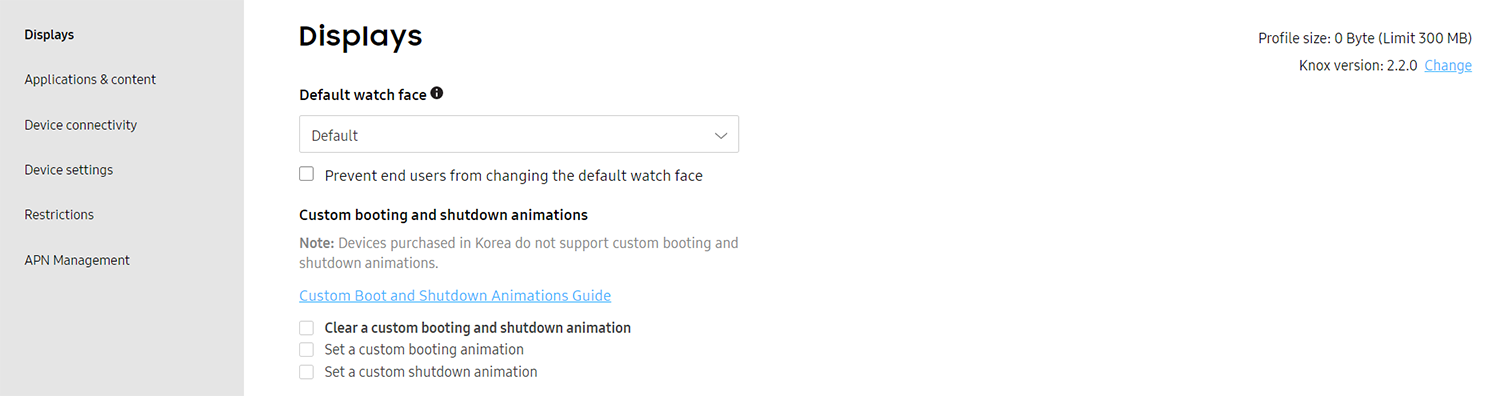 Displays
Applications & content
Device connectivity
Device settings
Restrictions
APN Management
Displays
Profile size: 0 Byte (Limit 300 MB)
Knox version: 2.2.0 Change
Default watch face
Default
Prevent end users from changing the default watch face
Custom booting and shutdown animations
Note: Devices purchased in Korea do not support custom booting and
shutdown animations.
Custom Boot and Shutdown Animations Guide
Clear a custom booting and shutdown animation
Set a custom booting animation
Set a custom shutdown animation